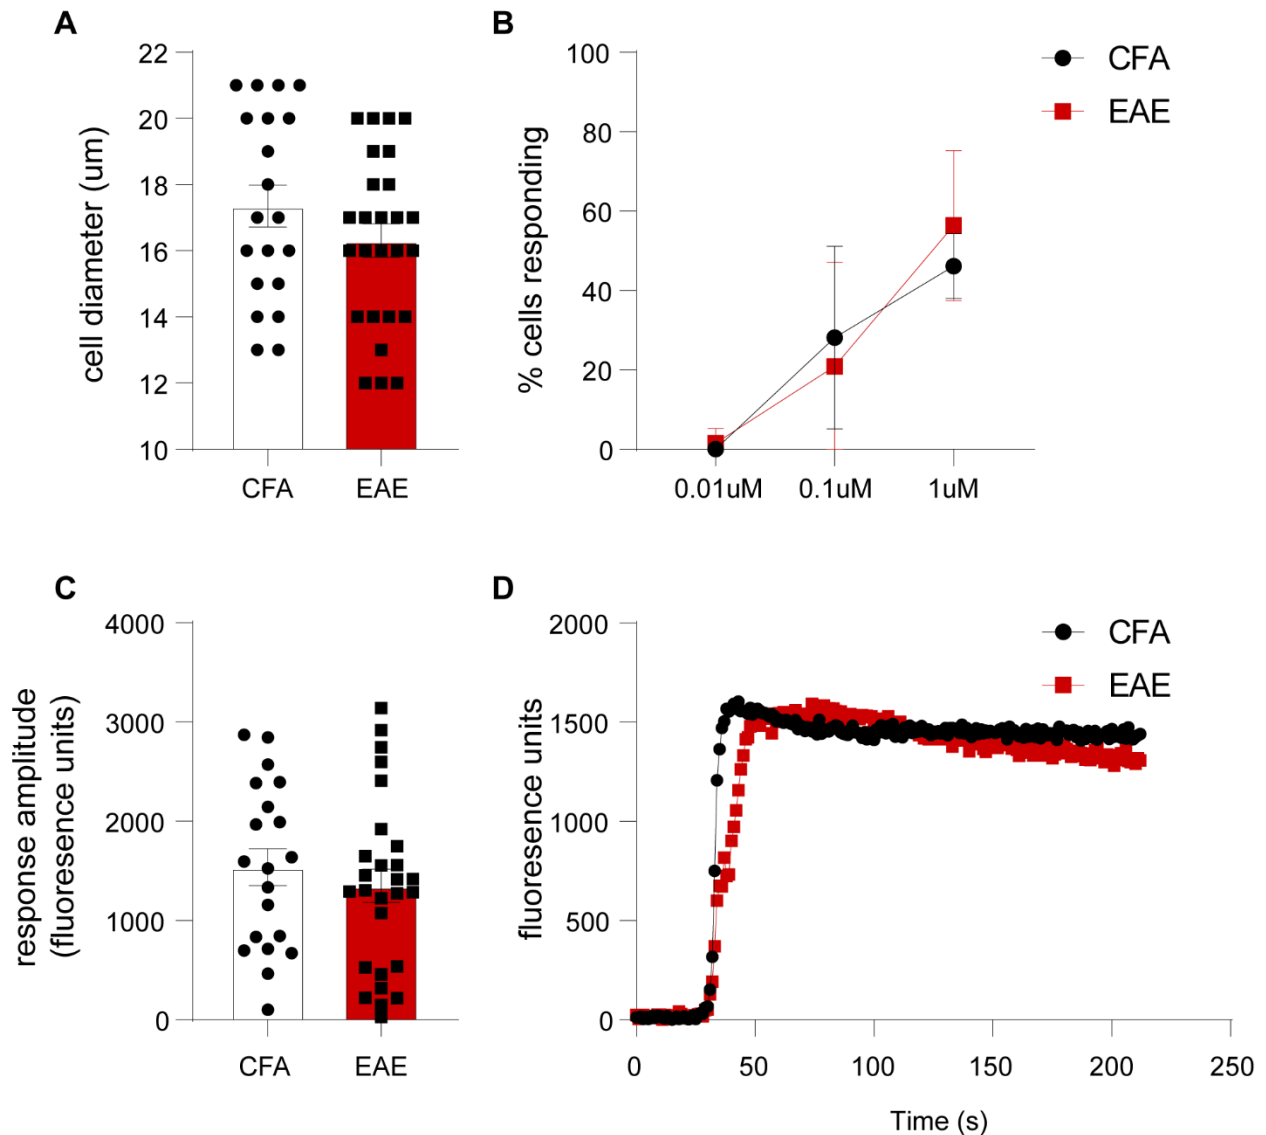 A
cell diameter (um)
22
20
18
16
14
12
10
CFA
EAE
B
% cells responding
100
80
60
40
20
0
0.01uM
0.1uM
1uM
CFA
EAE
C
response amplitude
(fluoresence units)
4000
3000
2000
1000
0
CFA
EAE
D
fluoresence units
2000
1500
1000
500
0
0
50
100
150
200
250
Time (s)
CFA
EAE